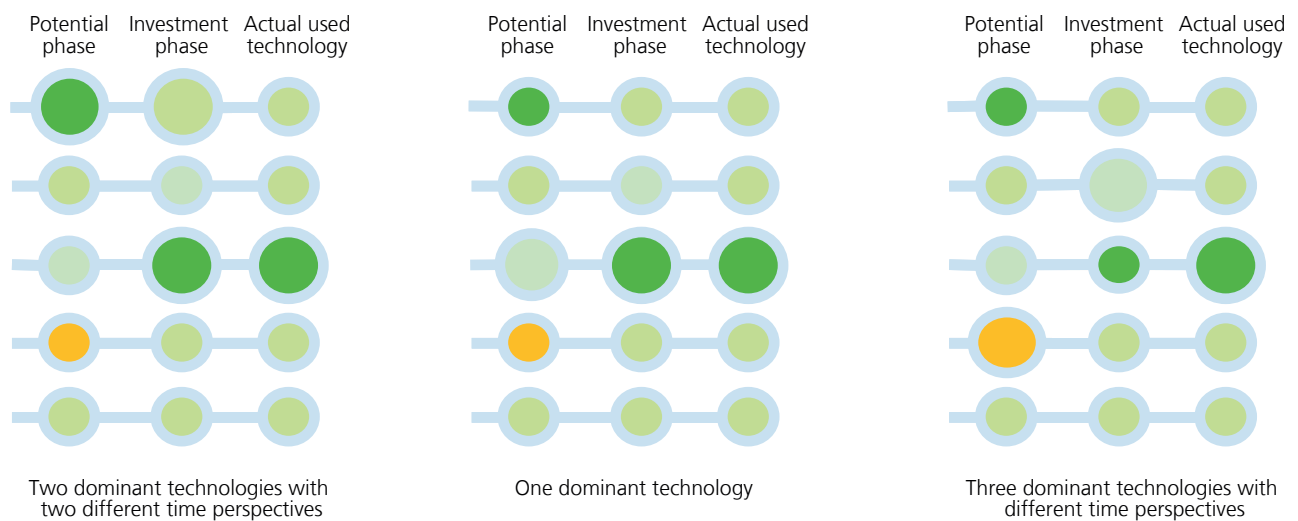 Potential
phase
Investment
phase
Actual used
technology
Potential
phase
Investment
phase
Actual used
technology
Potential
phase
Investment
phase
Actual used
technology
Two dominant technologies with
two different time perspectives
One dominant technology
Three dominant technologies with
different time perspectives